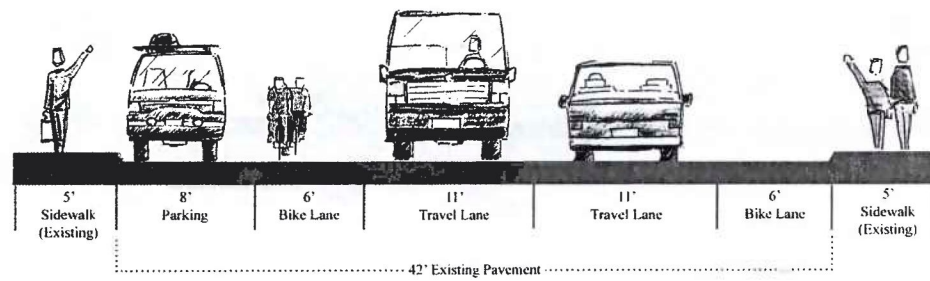 5' 8' 6' 11' 11' 6' 5'
Sidewalk Parking Bike Lane Travel Lane Travel Lane Bike Lane Sidewalk
(Existing) (Existing)
42' Existing Pavement